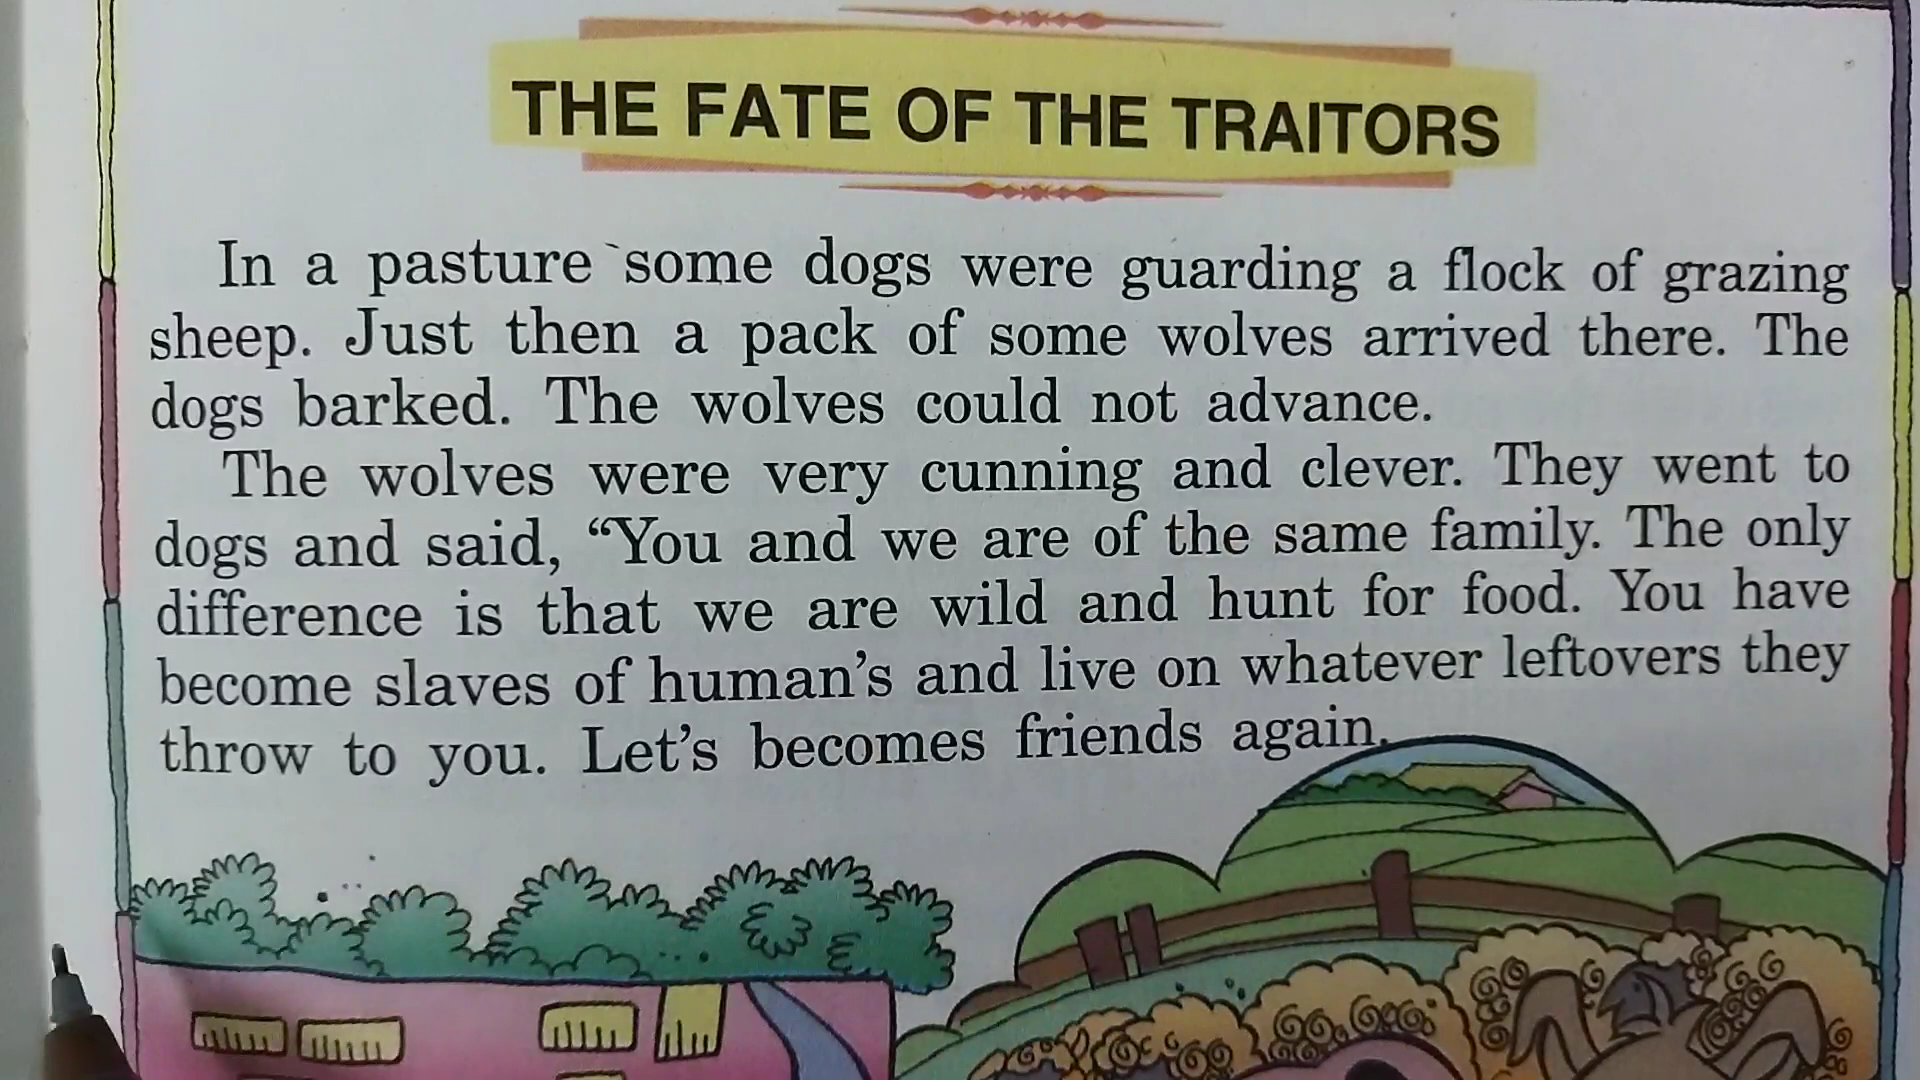 THE FATE OF THE TRAITORS
In a pasture some dogs were guarding a flock of grazing
sheep. Just then a pack of some wolves arrived there. The
dogs barked. The wolves could not advance.
The wolves were very cunning and clever. They went to
dogs and said, “You and we are of the same family. The only
difference is that we are wild and hunt for food. You have
become slaves of human’s and live on whatever leftovers they
throw to you. Let’s becomes friends again.